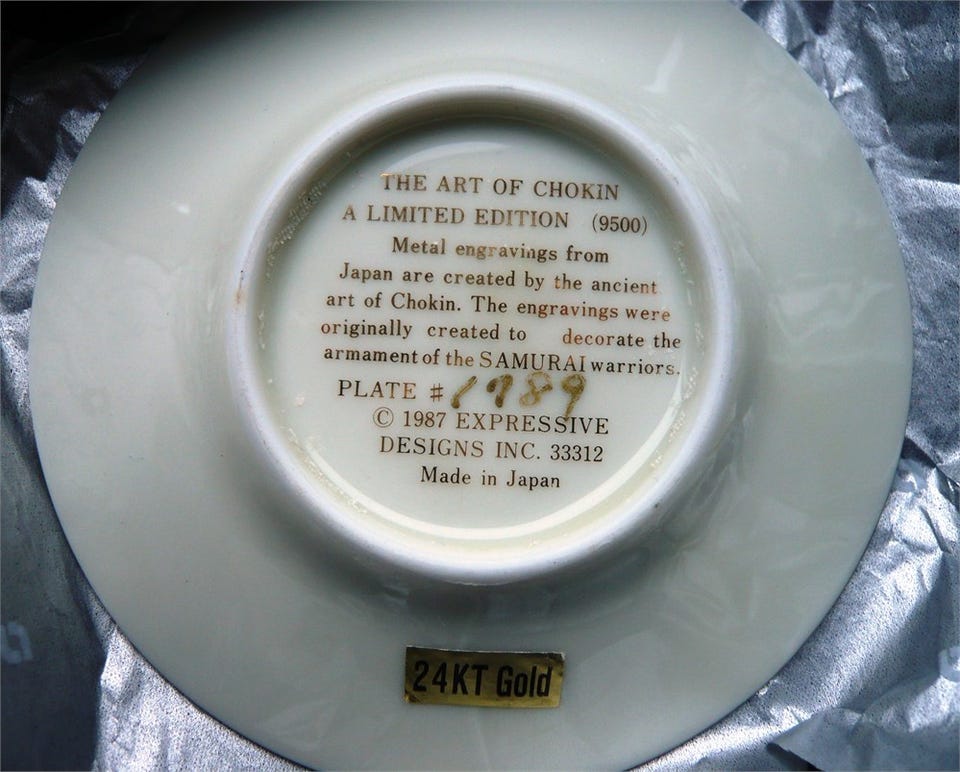 THE ART OF CHOKIN
A LIMITED EDITION (9500)
Metal engravings from
Japan are created by the ancient
art of Chokin. The engravings were
originally created to decorate the
armament of the SAMURAI warriors.
PLATE # 1789
© 1987 EXPRESSIVE
DESIGNS INC. 33312
Made in Japan
24KT Gold